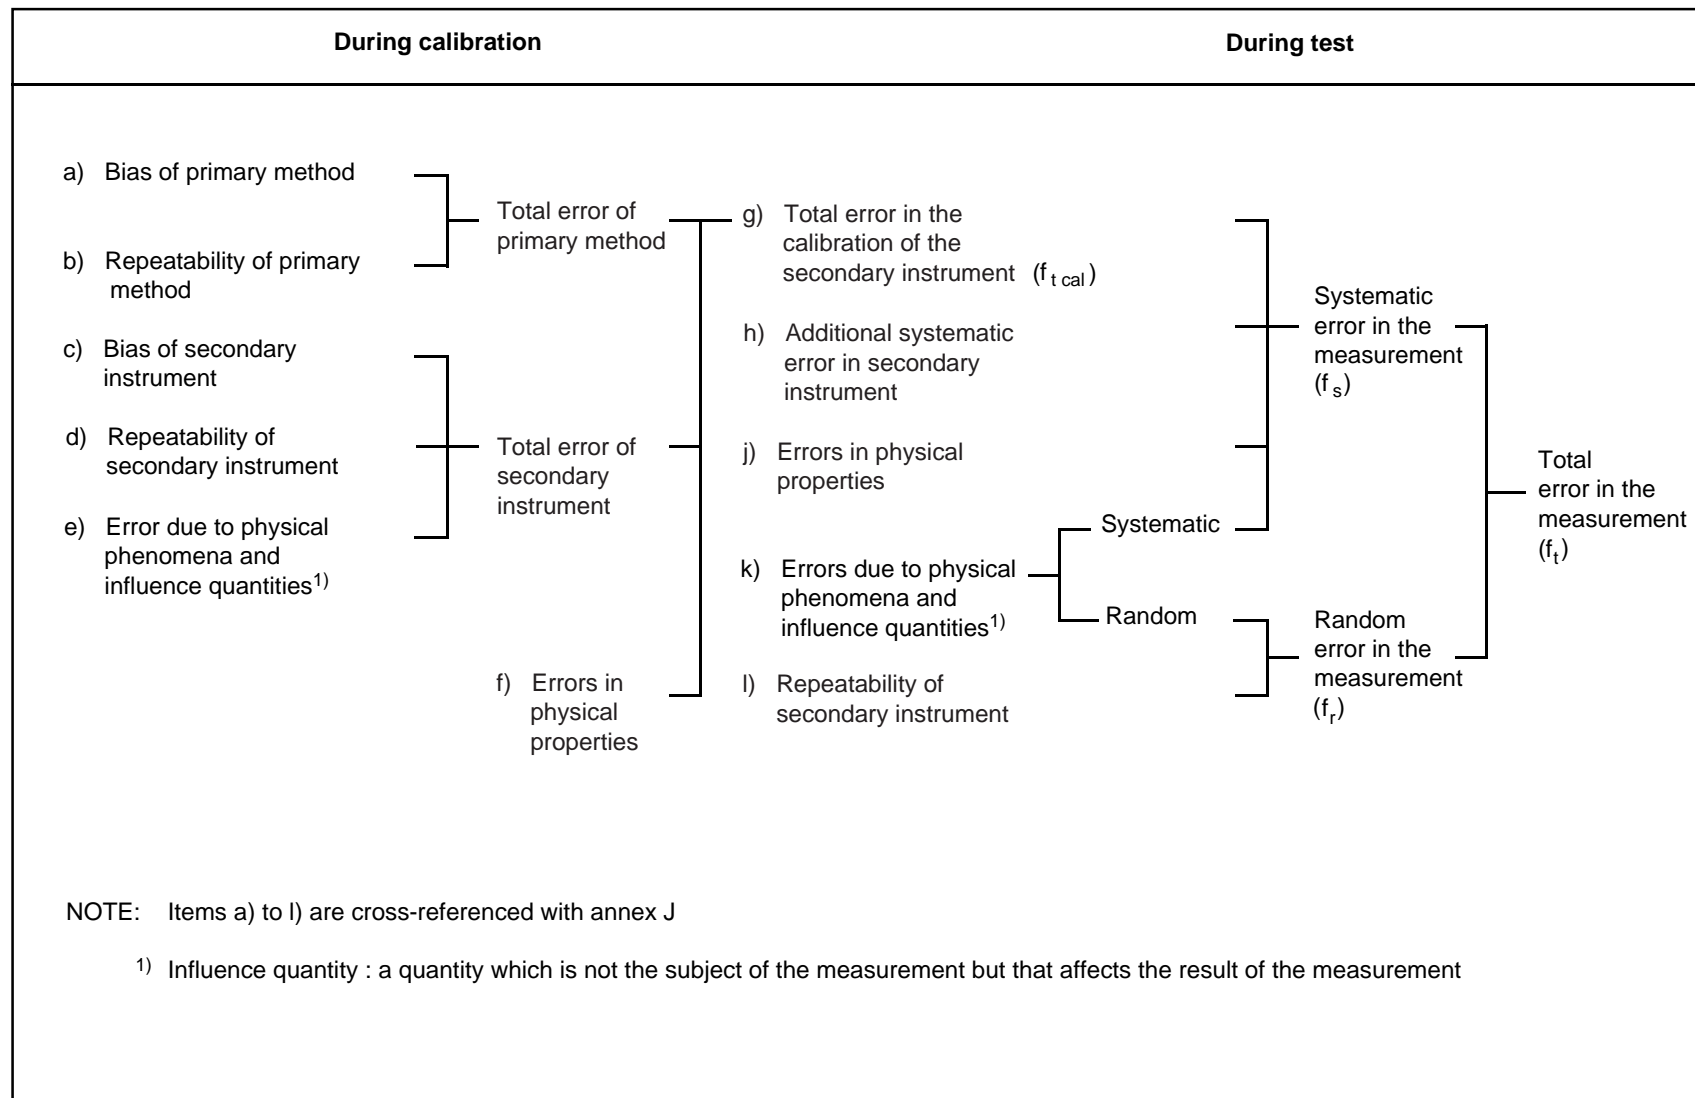 During calibration
During test
a) Bias of primary method
b) Repeatability of primary
method
c) Bias of secondary
instrument
d) Repeatability of
secondary instrument
e) Error due to physical
phenomena and
influence quantities1)
Total error of
primary method
Total error of
secondary
instrument
f) Errors in
physical
properties
g) Total error in the
calibration of the
secondary instrument (f t cal)
h) Additional systematic
error in secondary
instrument
j) Errors in physical
properties
k) Errors due to physical
phenomena and
influence quantities1)
l) Repeatability of
secondary instrument
Systematic
Random
Systematic
error in the
measurement
(f s)
Random
error in the
measurement
(f r)
Total
error in the
measurement
(f t)
NOTE: Items a) to l) are cross-referenced with annex J
1) Influence quantity : a quantity which is not the subject of the measurement but that affects the result of the measurement